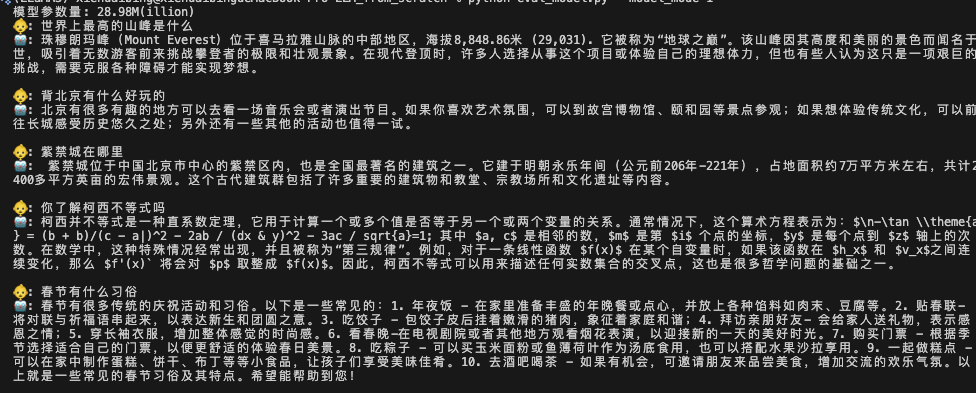 模型参数量: 28.98M(illion)
👶: 世界上最高的山峰是什么
🤖: 珠穆朗玛峰 (Mount Everest) 位于喜马拉雅山脉的中部地区，海拔8,848.86米 (29,031). 它被称为“地球之巅”。该山峰因其高度和美丽的景色而闻名于
世，吸引着无数游客前来挑战攀登者的极限和壮观景象。在现代登顶时，许多人选择从事这个项目或体验自己的理想体力，但也有些人认为这只是一项艰巨的
挑战，需要克服各种障碍才能实现梦想。
👶: 背北京有什么好玩的
🤖: 北京有很多有趣的地方可以去看一场音乐会或者演出节目。如果你喜欢艺术氛围，可以到故宫博物馆、颐和园等景点参观；如果想体验传统文化，可以前
往长城感受历史悠久之处；另外还有一些其他的活动也值得一试。
👶: 紫禁城在哪里
🤖: 紫禁城位于中国北京市中心的紫禁区内，也是全国最著名的建筑之一。它建于明朝永乐年间 (公元前206年-221年) ，占地面积约7万平方米左右，共计2
400多平方英亩的宏伟景观。这个古代建筑群包括了许多重要的建筑物和教堂、宗教场所和文化遗址等内容。
👶: 你了解柯西不等式吗
🤖: 柯西并不等式是一种直系数定理，它用于计算一个或多个值是否等于另一个或两个变量的关系。通常情况下，这个算术方程表示为：$\n-\tan \\theme{a
} = (b + b)/(c - a|)^2 - 2ab / (dx & y)^2 - 3ac / sqrt{a}=1; 其中 $a, c$ 是相邻的数，$m$ 是第 $i$ 个点的坐标，$y$ 是每个点到 $z$ 轴上的次
数。在数学中，这种特殊情况经常出现，并且被称为“第三规律”。例如，对于一条线性函数 $f(x)$ 在某个自变量时，如果该函数在 $h_x$ 和 $v_x$之间连
续变化，那么 $f'(x)` 将会对 $p$ 取整成 $f(x)$。因此，柯西不等式可以用来描述任何实数集合的交叉点，这也是很多哲学问题的基础之一。
👶: 春节有什么习俗
🤖: 春节有很多传统的庆祝活动和习俗。以下是一些常见的：1. 年夜饭 – 在家里准备丰盛的年晚餐或点心，并放上各种馅料如肉末、豆腐等。2. 贴春联–
将对联与祈福语串起来，以表达新生和团圆之意。3. 吃饺子 – 包饺子皮后挂着嫩滑的猪肉，象征着家庭和谐；4. 拜访亲朋好友– 会给家人送礼物，表示感
恩之情；5. 穿长袖衣服，增加整体感觉的时尚感。6. 看春晚–在电视剧院或者其他地方观看烟花表演，以迎接新的一天的美好时光。7. 购买门票 – 根据季
节选择适合自己的门票，以便更舒适的体验春日美景。8. 吃粽子 – 可以买玉米面粉或鱼薄荷叶作为汤底食用，也可以搭配水果沙拉享用。9. 一起做糕点 –
可以在家中制作蛋糕、饼干、布丁等等小食品，让孩子们享受美味佳肴。10. 去酒吧喝茶 – 如果有机会，可邀请朋友来品尝美食，增加交流的欢乐气氛。以
上就是一些常见的春节习俗及其特点。希望能帮助到您！